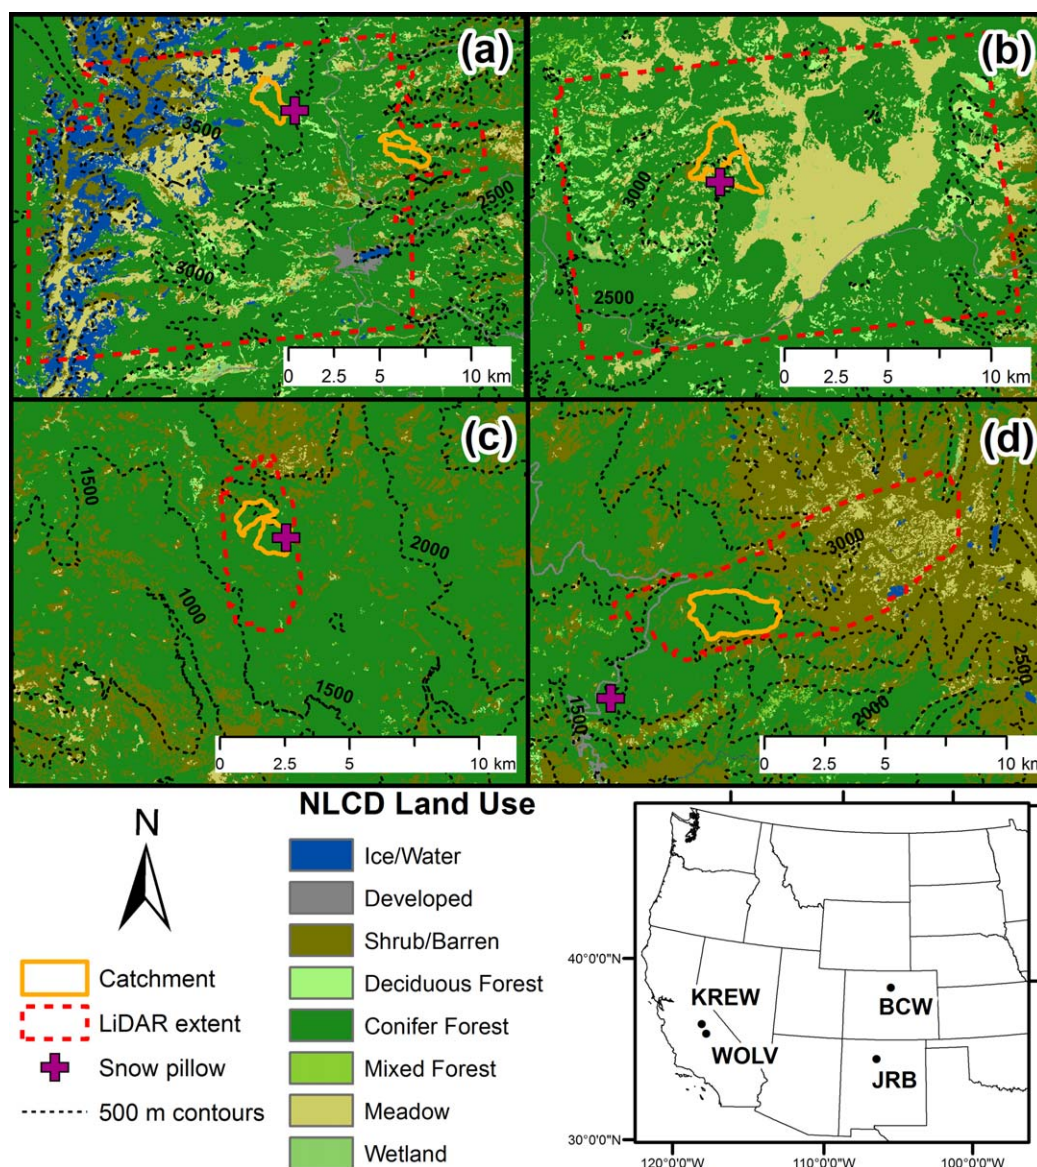 (a)
3500
3000
2500
0 2.5 5 10 km
(b)
3000
2500
0 2.5 5 10 km
(c)
1500
2000
1000
1500
0 2.5 5 10 km
(d)
3000
2500
2000
1500
0 2.5 5 10 km
N
Catchment
LiDAR extent
Snow pillow
500 m contours
NLCD Land Use
Ice/Water
Developed
Shrub/Barren
Deciduous Forest
Conifer Forest
Mixed Forest
Meadow
Wetland
40°0'0"N
30°0'0"N
KREW
WOLV
BCW
JRB
120°0'0"W 110°0'0"W 100°0'0"W